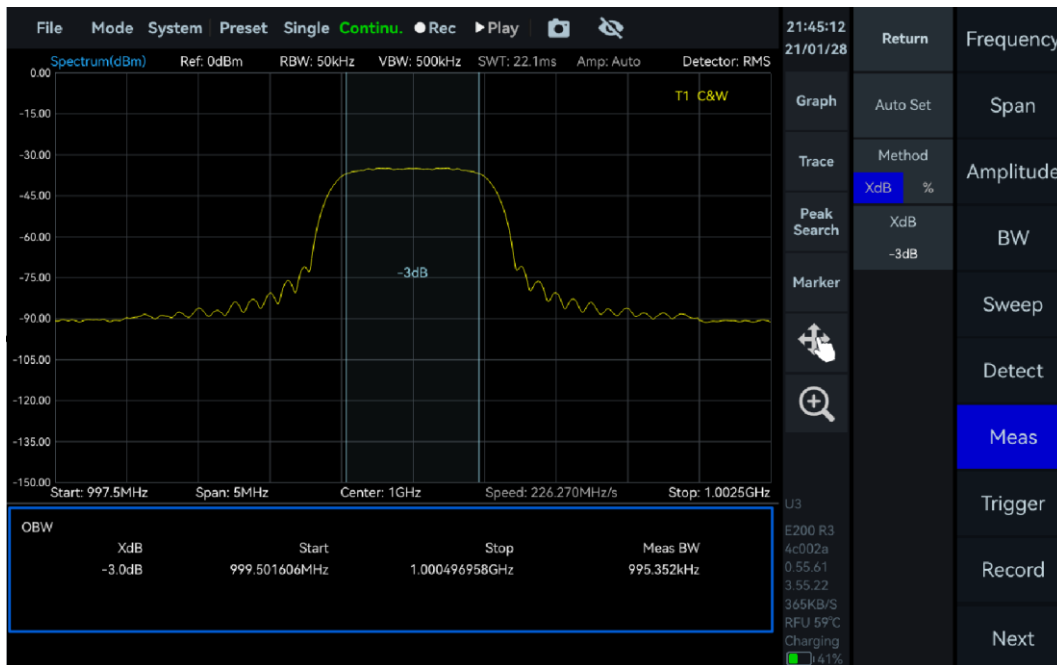 File Mode System Preset Single Continu. Rec Play
Spectrum(dBm) Ref: 0dBm RBW: 50kHz VBW: 500kHz SWT: 22.1ms Amp: Auto Detector: RMS
T1 C&W
0.00
-15.00
-30.00
-45.00
-60.00
-75.00
-90.00
-105.00
-120.00
-135.00
-150.00
-3dB
Start: 997.5MHz Span: 5MHz Center: 1GHz Speed: 226.270MHz/s Stop: 1.0025GHz
OBW
XdB Start Stop Meas BW
-3.0dB 999.501606MHz 1.000496958GHz 995.352kHz
21:45:12
21/01/28
Graph
Trace
Peak
Search
Marker
U3
E200 R3
4c002a
0.55.61
3.55.22
365KB/S
RFU 59°C
Charging
41%
Return
Auto Set
Method
XdB %
XdB
-3dB
Frequency
Span
Amplitude
BW
Sweep
Detect
Meas
Trigger
Record
Next